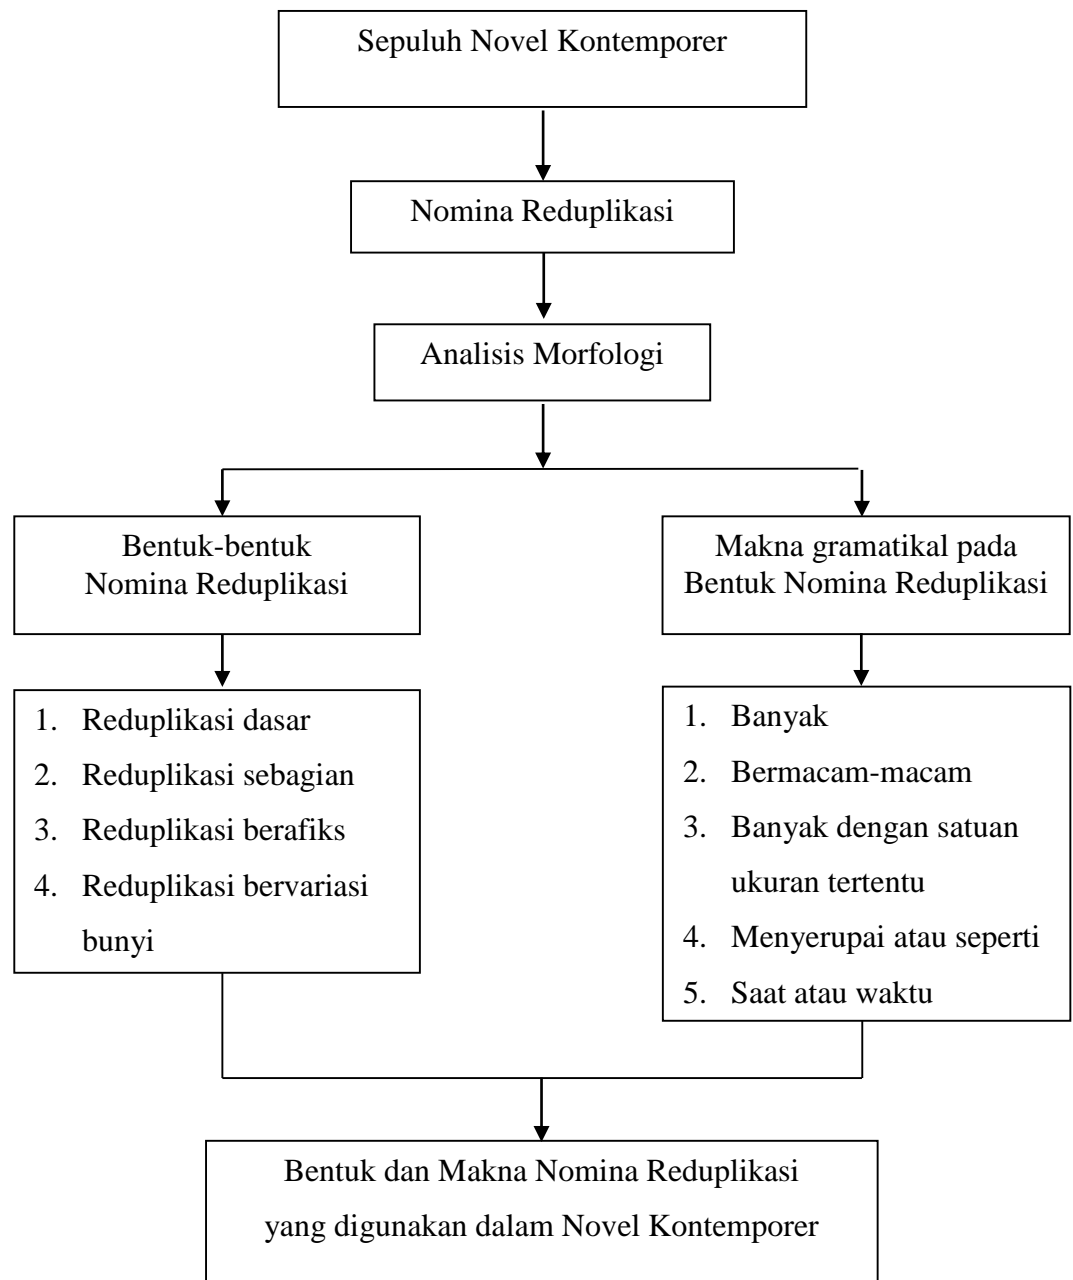 Sepuluh Novel Kontemporer
Nomina Reduplikasi
Analisis Morfologi
Bentuk-bentuk
Nomina Reduplikasi
Makna gramatikal pada
Bentuk Nomina Reduplikasi
1. Reduplikasi dasar
2. Reduplikasi sebagian
3. Reduplikasi berafiks
4. Reduplikasi bervariasi
bunyi
1. Banyak
2. Bermacam-macam
3. Banyak dengan satuan
ukuran tertentu
4. Menyerupai atau seperti
5. Saat atau waktu
Bentuk dan Makna Nomina Reduplikasi
yang digunakan dalam Novel Kontemporer